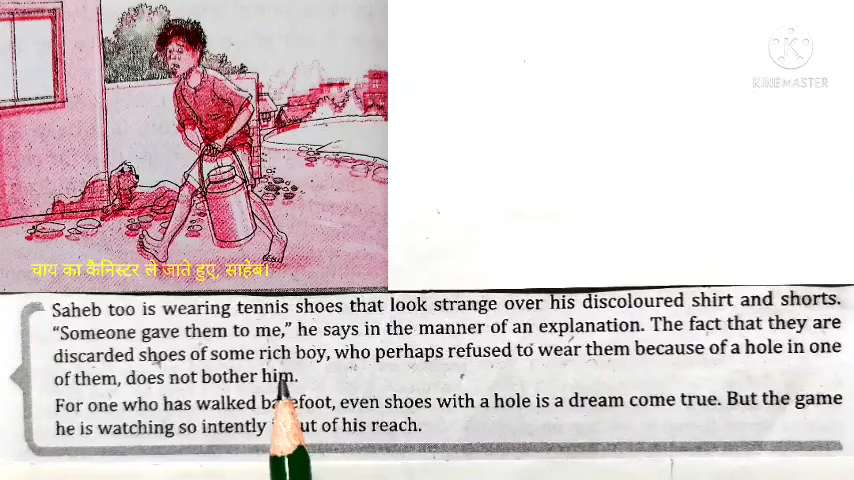 KINEMASTER
चाय का कैनिस्टर ले जाते हुए, साहेब।
Saheb too is wearing tennis shoes that look strange over his discoloured shirt and shorts.
“Someone gave them to me,” he says in the manner of an explanation. The fact that they are
discarded shoes of some rich boy, who perhaps refused to wear them because of a hole in one
of them, does not bother him.
For one who has walked barefoot, even shoes with a hole is a dream come true. But the game
he is watching so intently out of his reach.